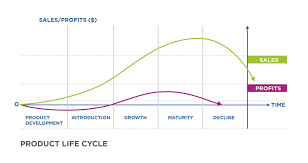 SALES/PROFITS ($)
SALES
PROFITS
0
TIME
PRODUCT
DEVELOPMENT
INTRODUCTION
GROWTH
MATURITY
DECLINE
PRODUCT LIFE CYCLE